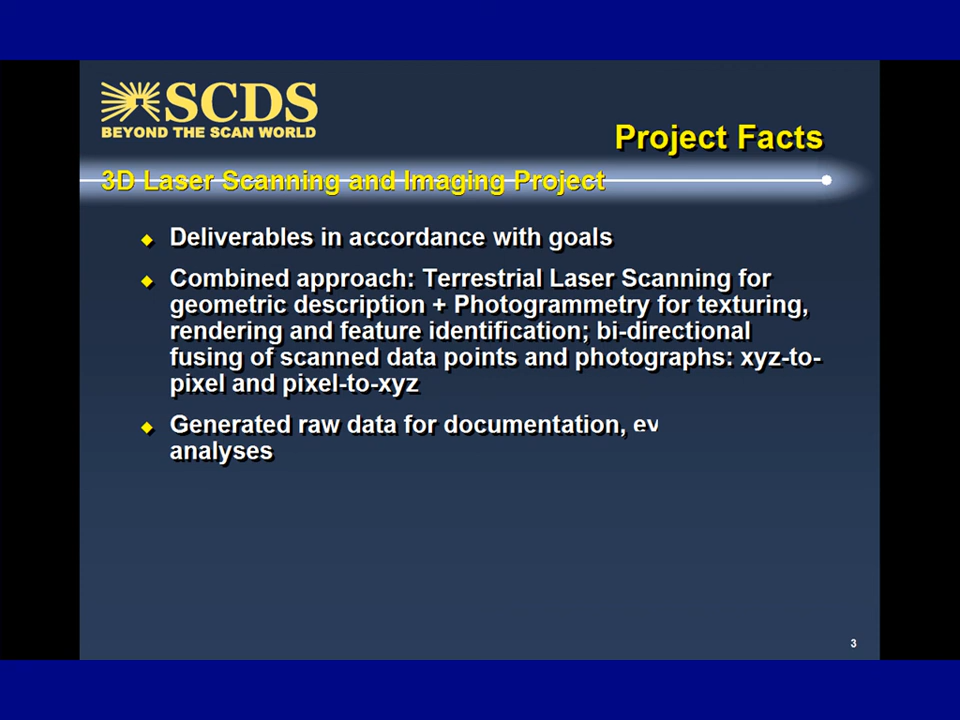 SCDS
BEYOND THE SCAN WORLD
Project Facts
3D Laser Scanning and Imaging Project
Deliverables in accordance with goals
Combined approach: Terrestrial Laser Scanning for
geometric description + Photogrammetry for texturing,
rendering and feature identification; bi-directional
fusing of scanned data points and photographs: xyz-to-
pixel and pixel-to-xyz
Generated raw data for documentation,
analyses
3